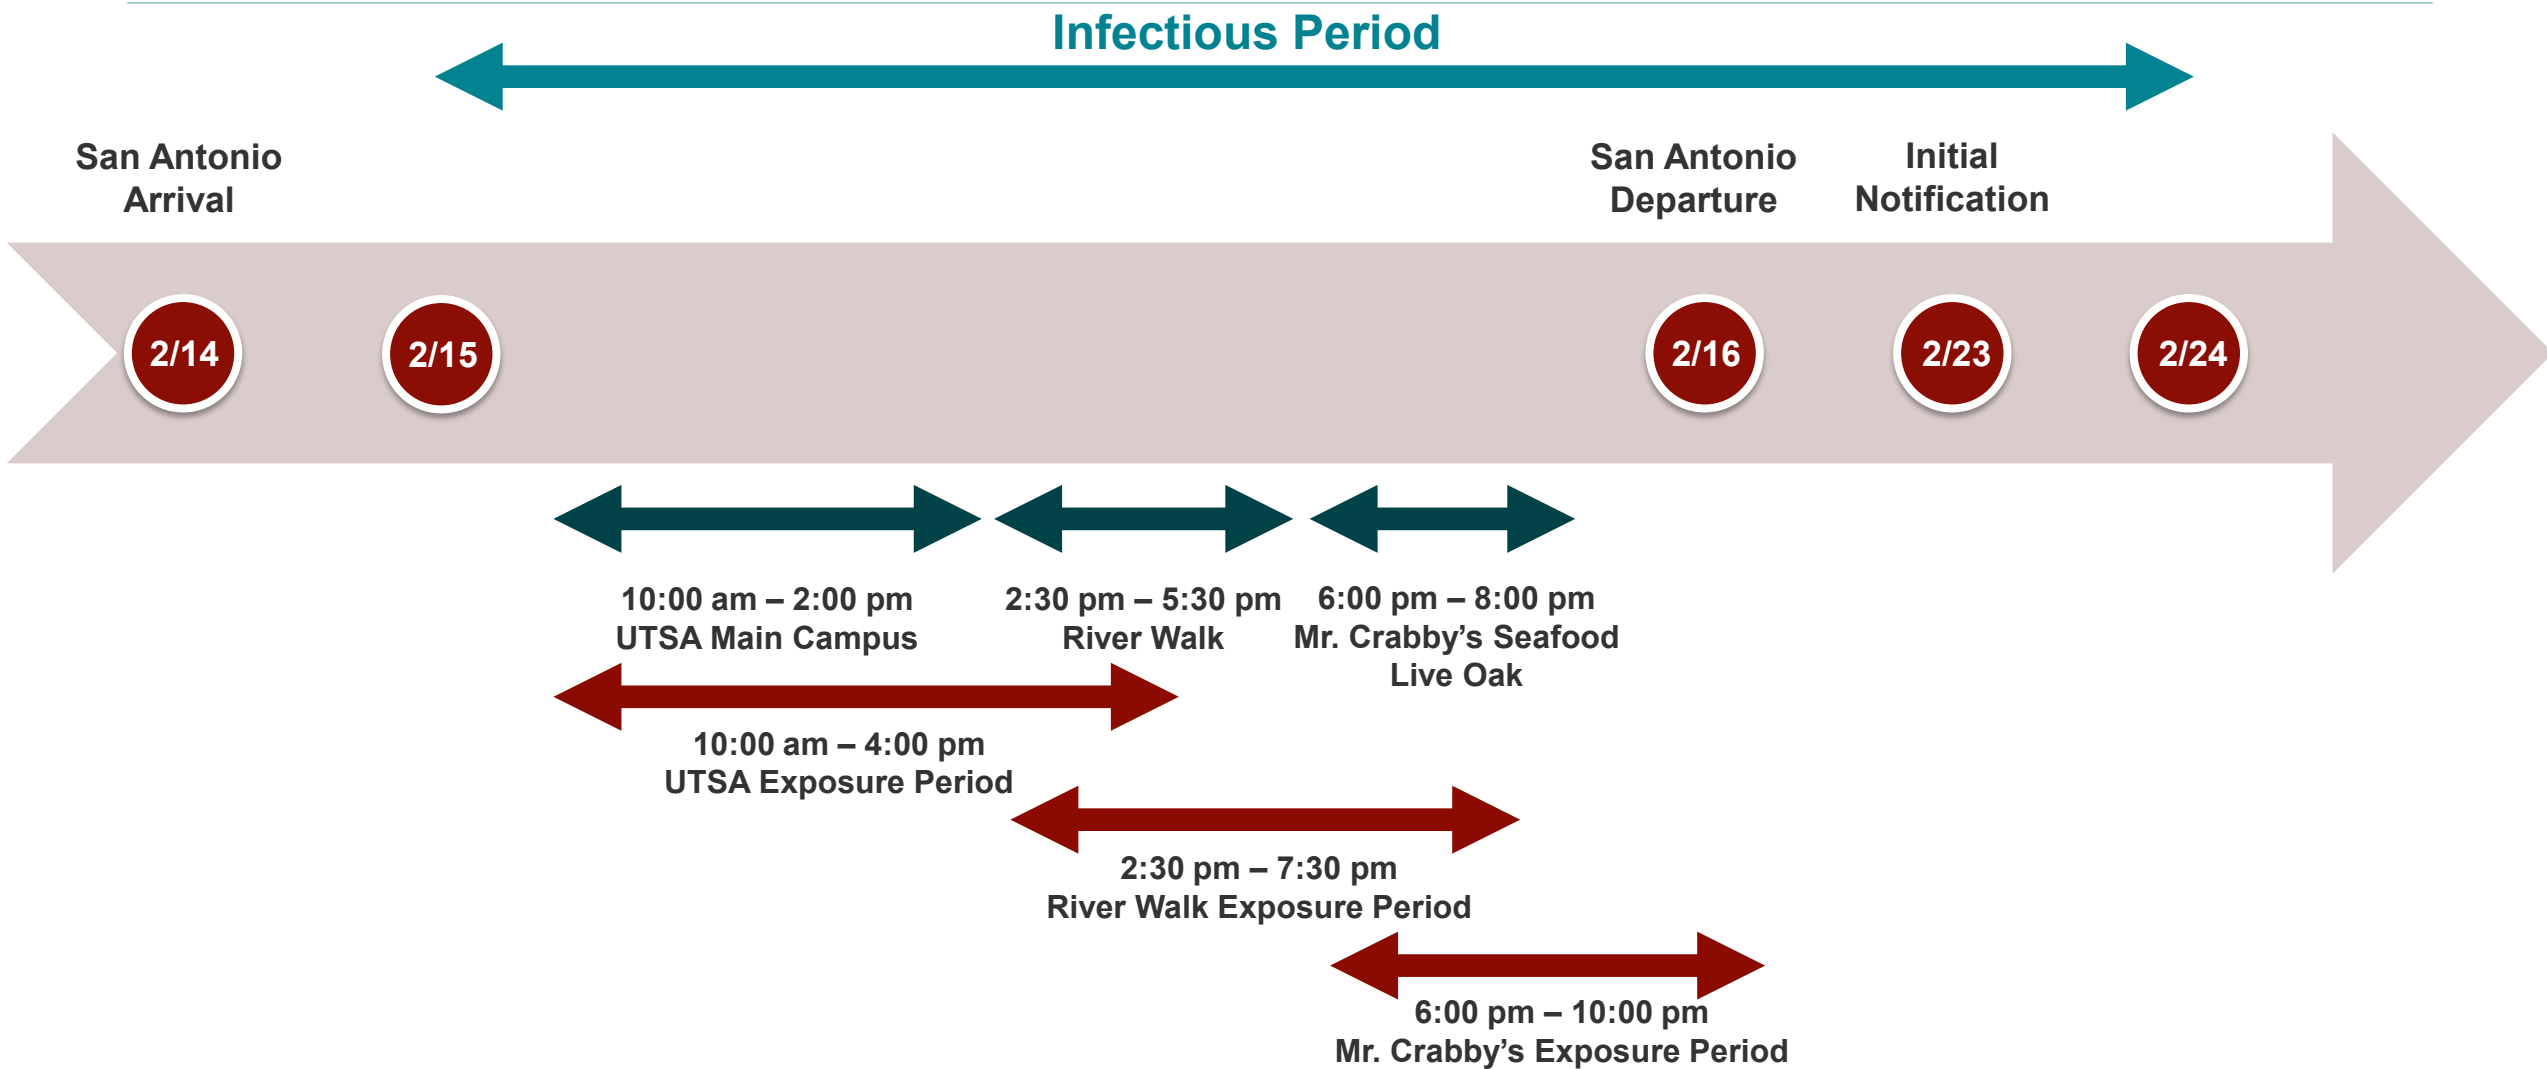 Infectious Period
San Antonio
Arrival
San Antonio
Departure
Initial
Notification
2/14
2/15
2/16
2/23
2/24
10:00 am – 2:00 pm
UTSA Main Campus
2:30 pm – 5:30 pm
River Walk
6:00 pm – 8:00 pm
Mr. Crabby’s Seafood
Live Oak
10:00 am – 4:00 pm
UTSA Exposure Period
2:30 pm – 7:30 pm
River Walk Exposure Period
6:00 pm – 10:00 pm
Mr. Crabby’s Exposure Period